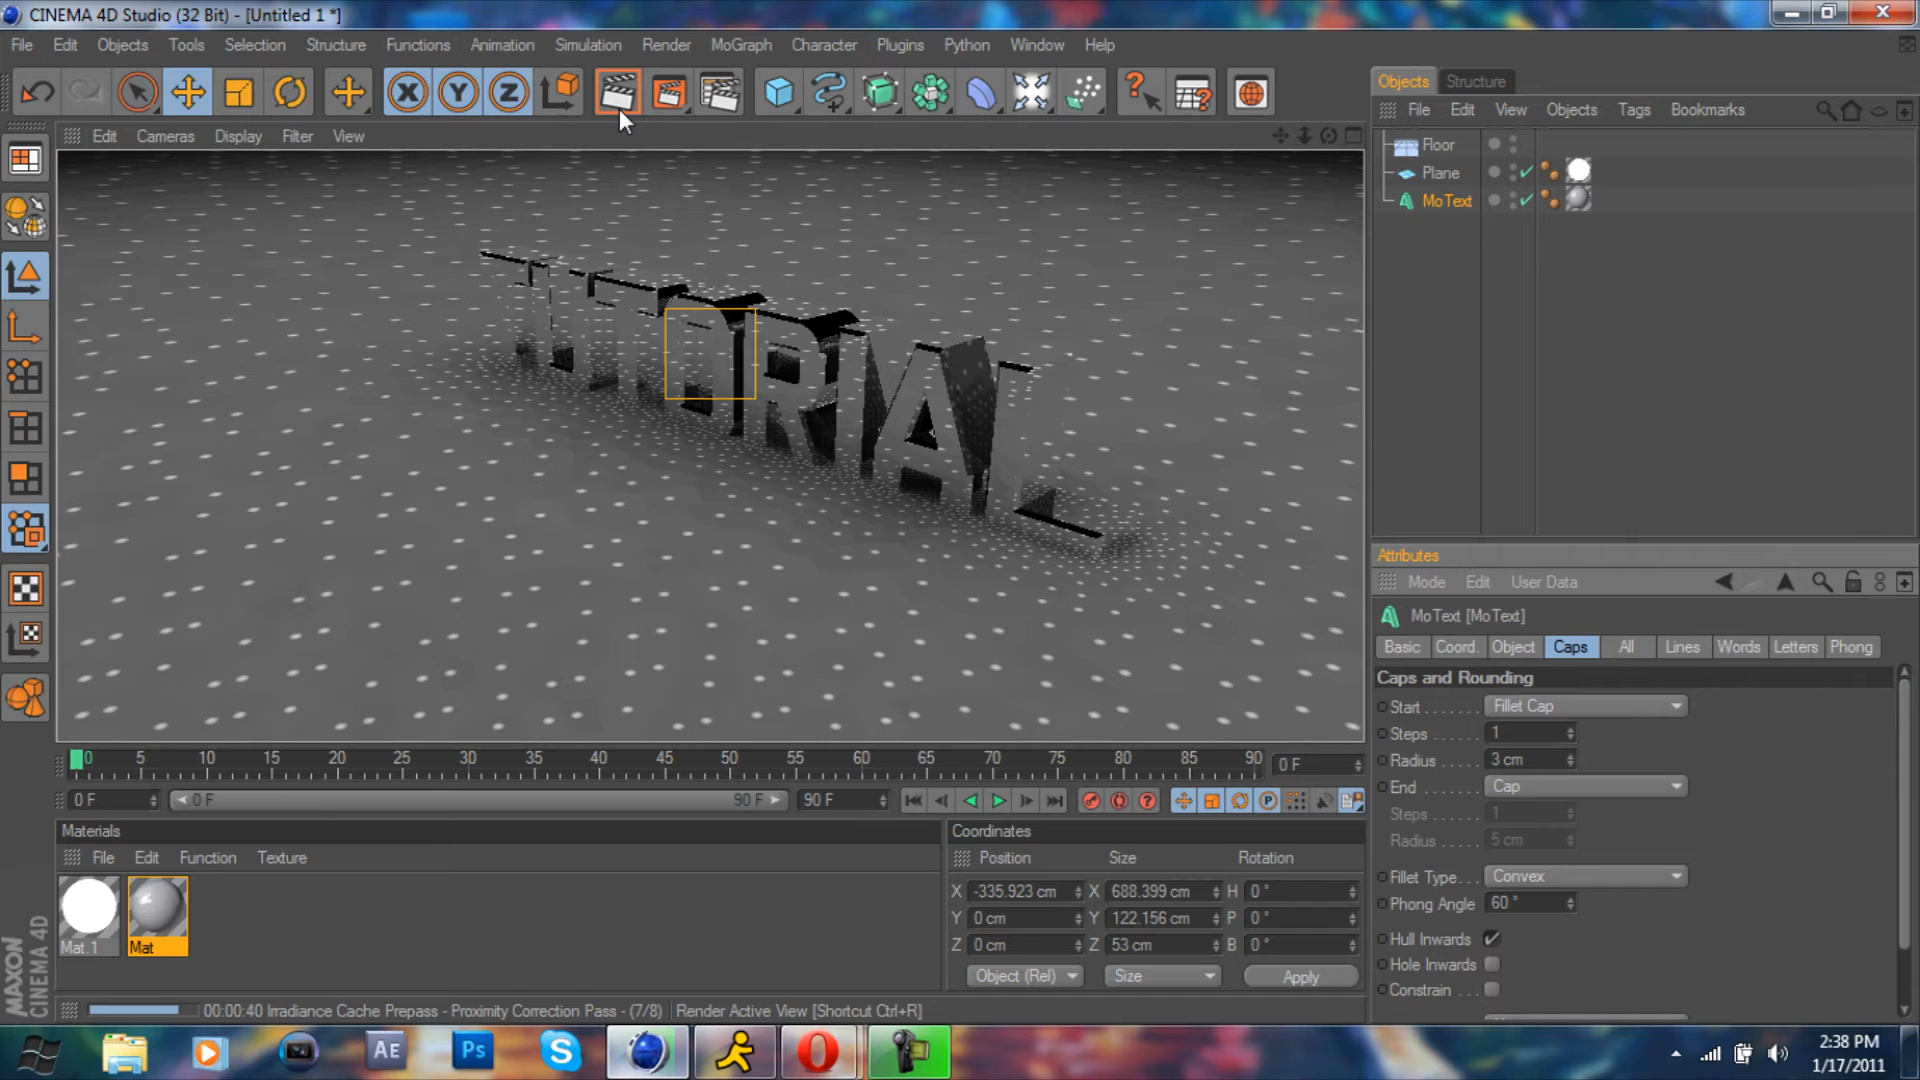 CINEMA 4D Studio (32 Bit) - [Untitled 1 *]
File Edit Objects Tools Selection Structure Functions Animation Simulation Render MoGraph Character Plugins Python Window Help
X Y Z
Objects Structure
File Edit View Objects Tags Bookmarks
Edit Cameras Display Filter View
Floor
Plane
MoText
TUTORIAL
Attributes
Mode Edit User Data
MoText [MoText]
Basic Coord. Object Caps All Lines Words Letters Phong
Caps and Rounding
Start Fillet Cap
Steps 1
Radius 3 cm
End Cap
Steps 1
Radius 5 cm
Fillet Type Convex
Phong Angle 60 °
Hull Inwards
Hole Inwards
Constrain
0 5 10 15 20 25 30 35 40 45 50 55 60 65 70 75 80 85 90 0 F
0 F 0 F 90 F 90 F
P
Materials
File Edit Function Texture
Mat.1 Mat
MAXON
CINEMA 4D
Coordinates
Position Size Rotation
X -335.923 cm X 688.399 cm H 0 °
Y 0 cm Y 122.156 cm P 0 °
Z 0 cm Z 53 cm B 0 °
Object (Rel) Size Apply
00:00:40 Irradiance Cache Prepass - Proximity Correction Pass - (7/8) Render Active View [Shortcut Ctrl+R]
AE Ps
2:38 PM
1/17/2011